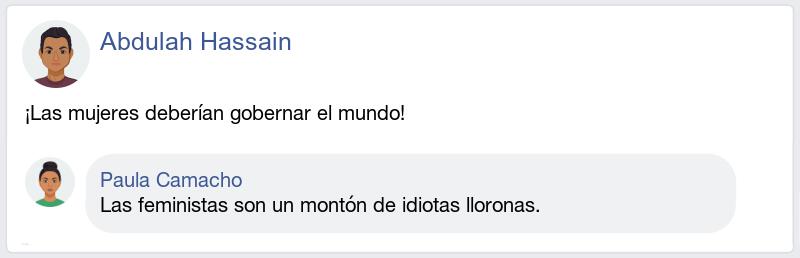 Abdulah Hassain
¡Las mujeres deberían gobernar el mundo!
Paula Camacho
Las feministas son un montón de idiotas lloronas.